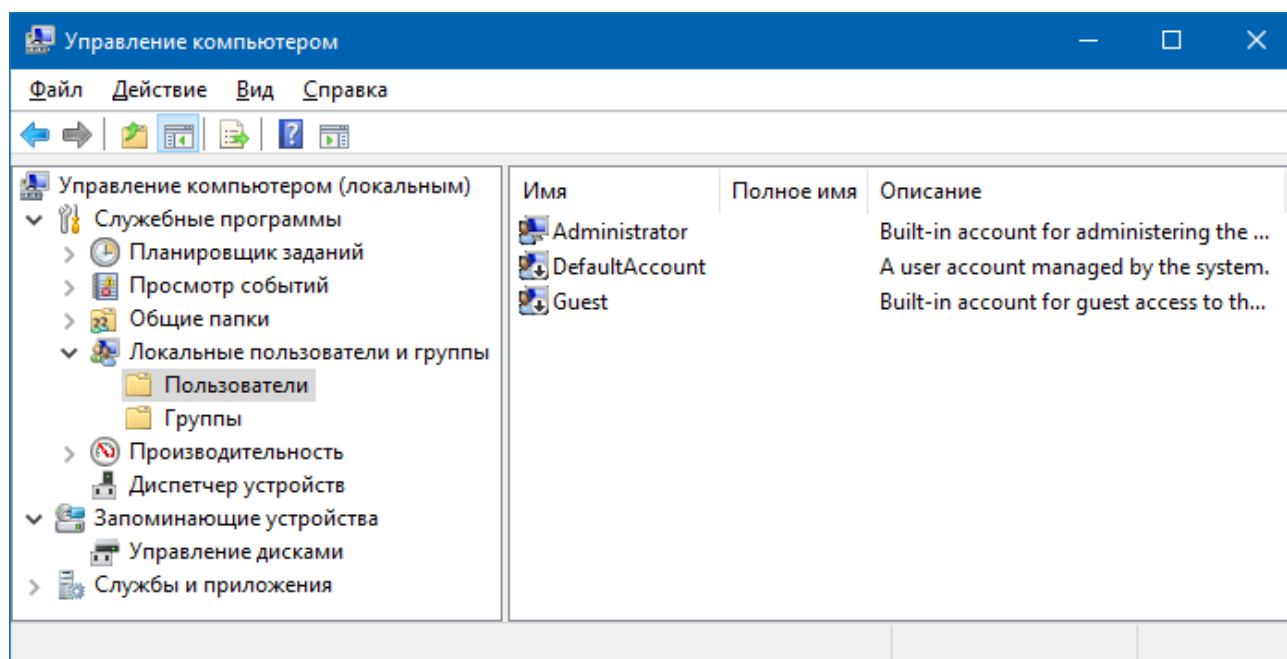 Управление компьютером
Файл Действие Вид Справка
Управление компьютером (локальным)
Служебные программы
Планировщик заданий
Просмотр событий
Общие папки
Локальные пользователи и группы
Пользователи
Группы
Производительность
Диспетчер устройств
Запоминающие устройства
Управление дисками
Службы и приложения
Имя Полное имя Описание
Administrator Built-in account for administering the ...
DefaultAccount A user account managed by the system.
Guest Built-in account for guest access to th...